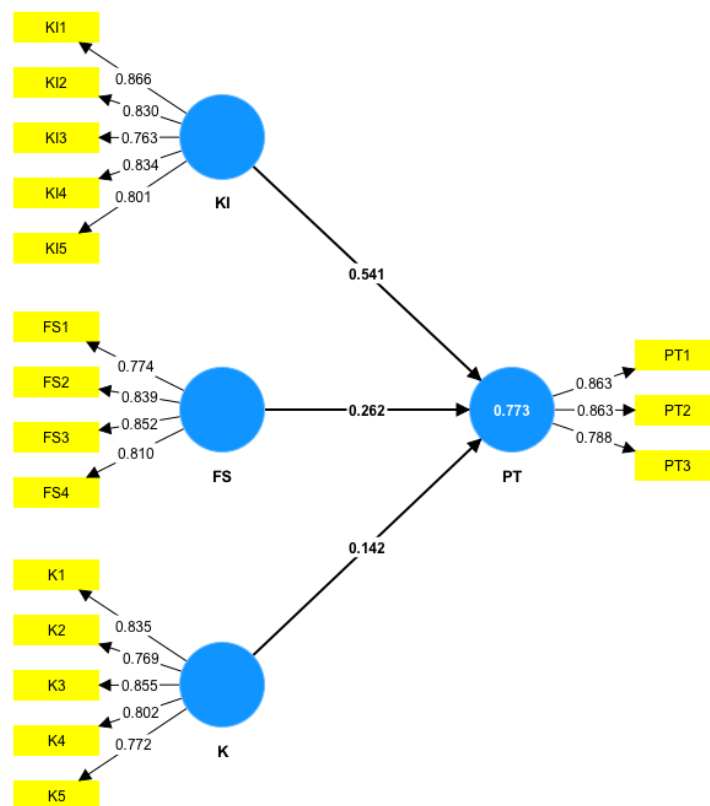 KI1
0.866
KI2
0.830
KI3
0.763
KI4
0.834
0.801
KI5
KI
0.541
FS1
0.774
FS2
0.839
FS3
0.852
FS4
0.810
FS
0.262
0.773
PT
PT1
0.863
PT2
0.863
PT3
0.788
0.142
K1
0.835
K2
0.769
K3
0.855
K4
0.802
0.772
K5
K